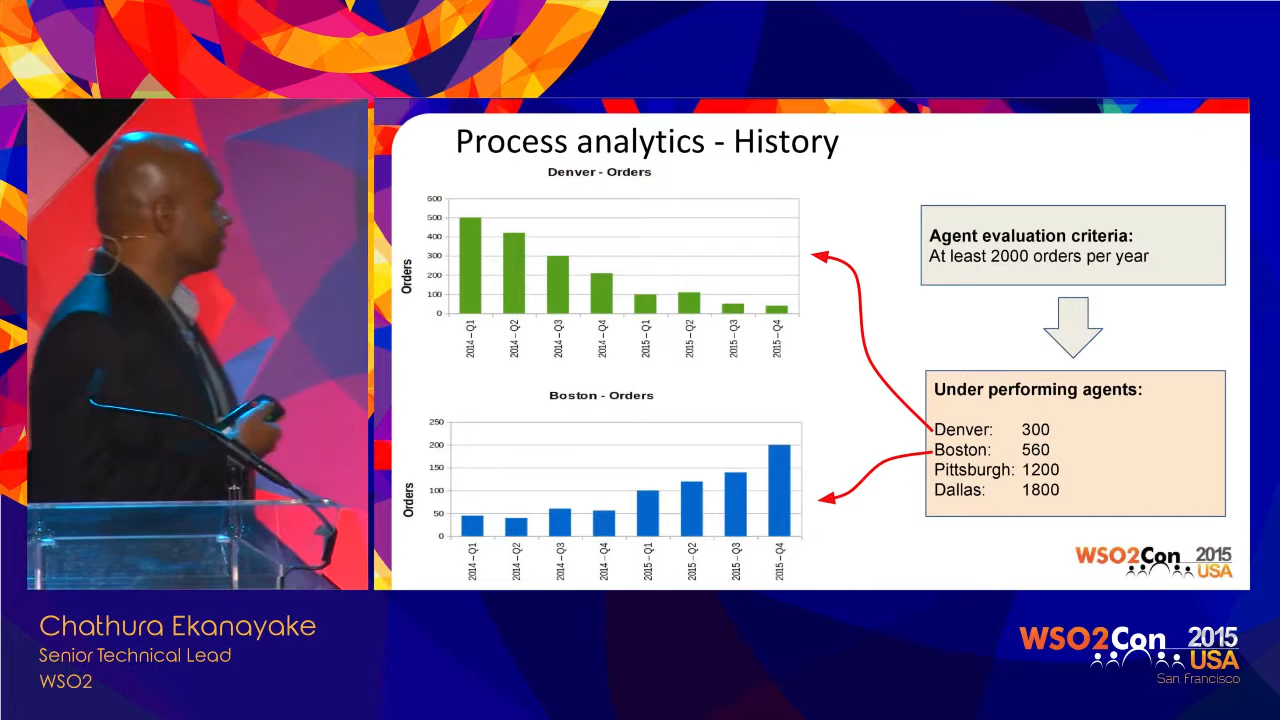 Process analytics - History
Denver - Orders
600
500
400
300
200
100
0
Orders
2014 – Q1
2014 – Q2
2014 – Q3
2014 – Q4
2015 – Q1
2015 – Q2
2015 – Q3
2015 – Q4
Boston - Orders
250
200
150
100
50
0
Orders
2014 – Q1
2014 – Q2
2014 – Q3
2014 – Q4
2015 – Q1
2015 – Q2
2015 – Q3
2015 – Q4
Agent evaluation criteria:
At least 2000 orders per year
Under performing agents:
Denver: 300
Boston: 560
Pittsburgh: 1200
Dallas: 1800
WSO2Con 2015
USA
Chathura Ekanayake
Senior Technical Lead
WSO2
WSO2Con 2015
USA
San Francisco